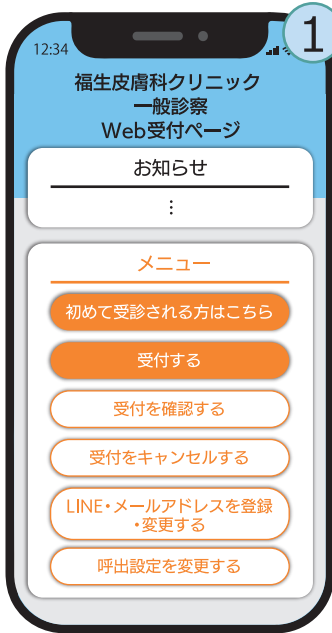 1
12:34
福生皮膚科クリニック
一般診察
Web受付ページ
お知らせ
⋮
メニュー
初めて受診される方はこちら
受付する
受付を確認する
受付をキャンセルする
LINE・メールアドレスを登録
・変更する
呼出設定を変更する